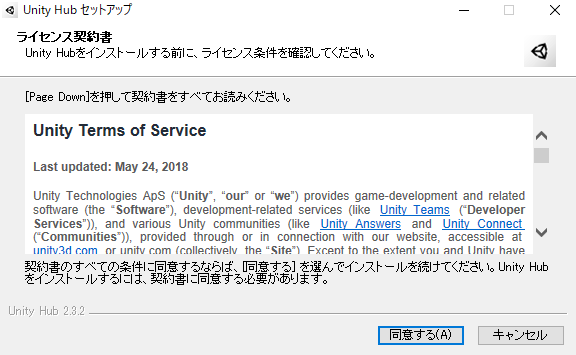 Unity Hub セットアップ
ライセンス契約書
Unity Hubをインストールする前に、ライセンス条件を確認してください。
[Page Down]を押して契約書をすべてお読みください。
Unity Terms of Service
Last updated: May 24, 2018
Unity Technologies ApS (“Unity”, “our” or “we”) provides game-development and related
software (the “Software”), development-related services (like Unity Teams (“Developer
Services”)), and various Unity communities (like Unity Answers and Unity Connect
(“Communities”)), provided through or in connection with our website, accessible at
unity3d.com or unity.com (collectively, the “Site”). Except to the extent you and Unity have
契約書のすべての条件に同意するならば、[同意する] を選んでインストールを続けてください。Unity Hub
をインストールするには、契約書に同意する必要があります。
Unity Hub 2.3.2
同意する(A)
キャンセル